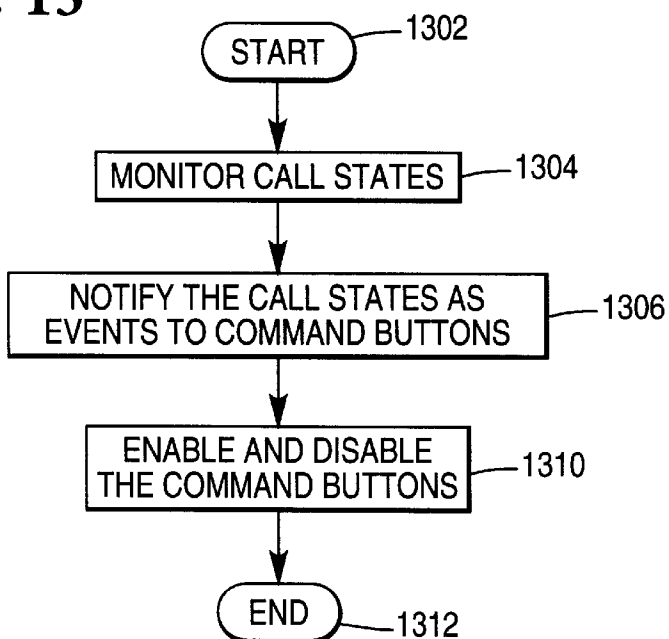 13
START
1302
MONITOR CALL STATES
1304
NOTIFY THE CALL STATES AS
EVENTS TO COMMAND BUTTONS
1306
ENABLE AND DISABLE
THE COMMAND BUTTONS
1310
END
1312